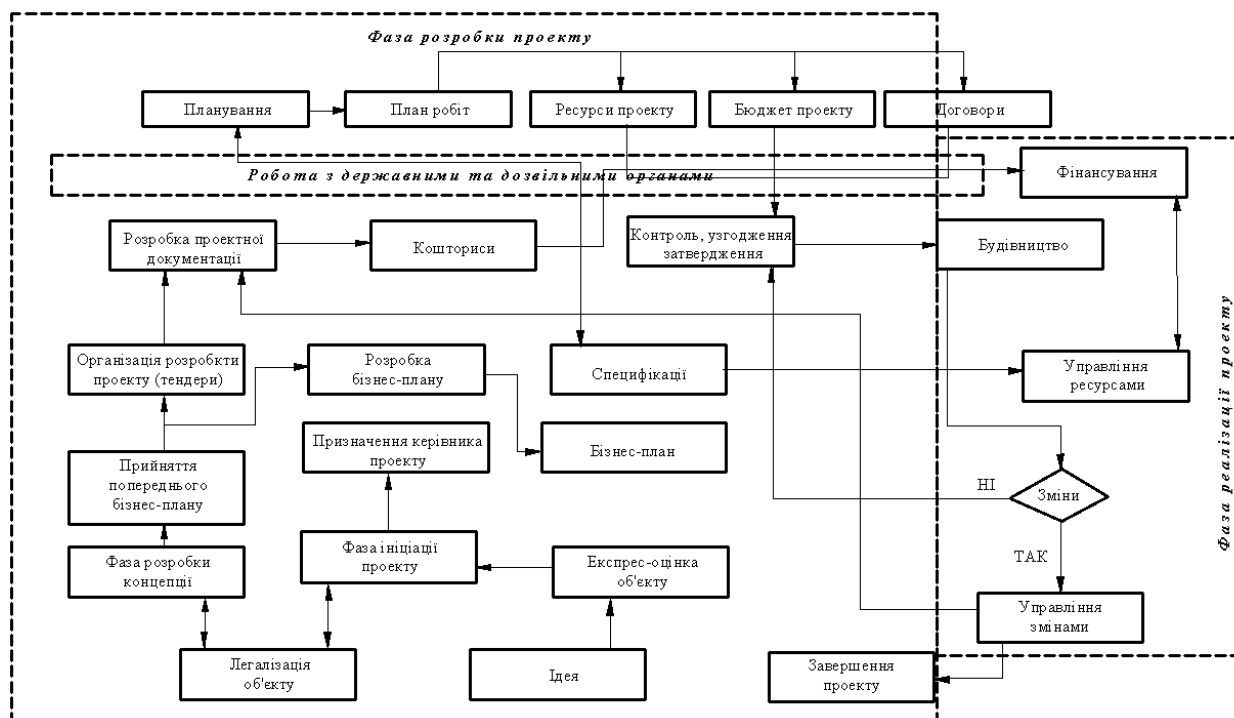 Фаза розробки проекту
Планування
План робіт
Ресурси проекту
Бюджет проекту
Договори
Робота з державними та дозвільними органами
Фінансування
Розробка проектної
документації
Кошториси
Контроль, узгодження
затвердження
Будівництво
Організація розробкти
проекту (тендери)
Розробка
бізнес-плану
Специфікації
Управління
ресурсами
Фаза реалізації проекту
Призначення керівника
проекту
Бізнес-план
Прийняття
попереднього
бізнес-плану
НІ
Зміни
Фаза розробки
концепції
Фаза ініціації
проекту
Експрес-оцінка
об'єкту
ТАК
Управління
змінами
Легалізація
об'єкту
Ідея
Завершення
проекту